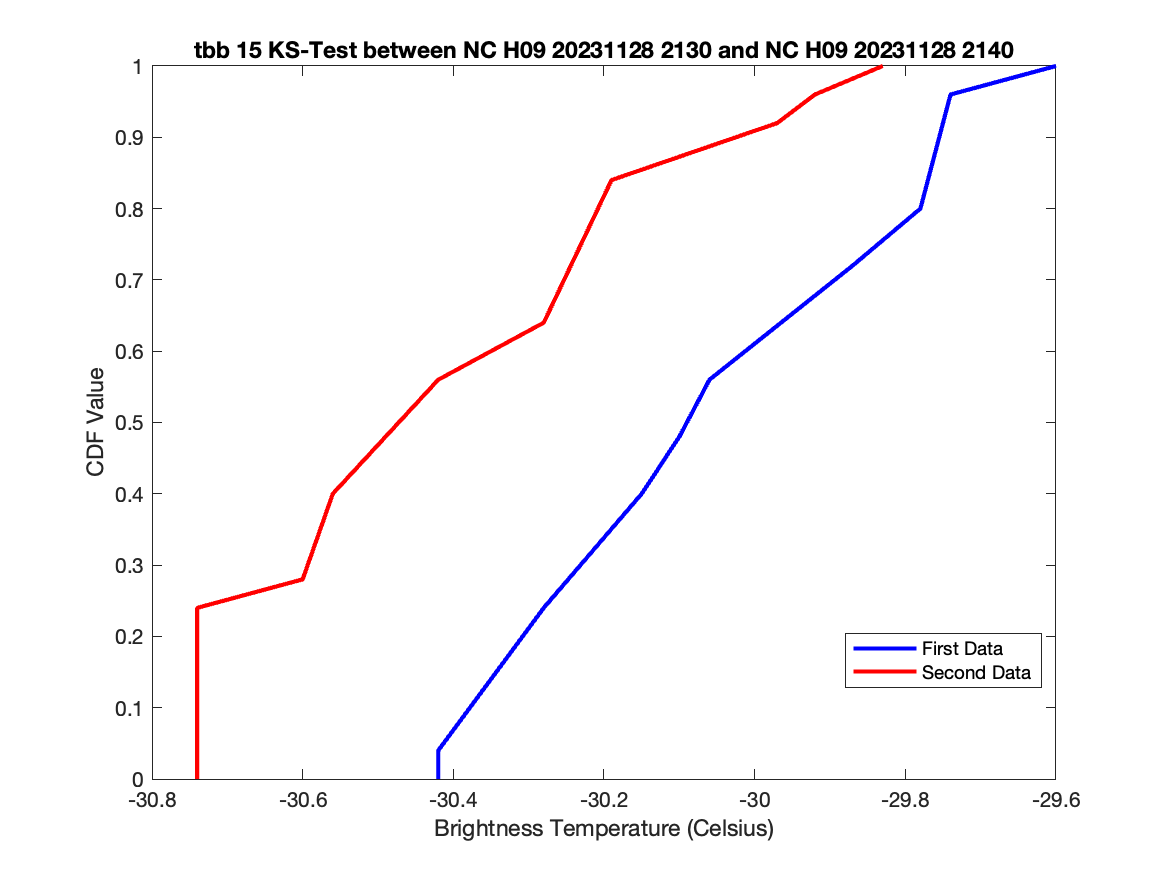 tbb 15 KS-Test between NC H09 20231128 2130 and NC H09 20231128 2140
1
0.9
0.8
0.7
0.6
0.5
0.4
0.3
0.2
0.1
0
CDF Value
First Data
Second Data
-30.8 -30.6 -30.4 -30.2 -30 -29.8 -29.6
Brightness Temperature (Celsius)